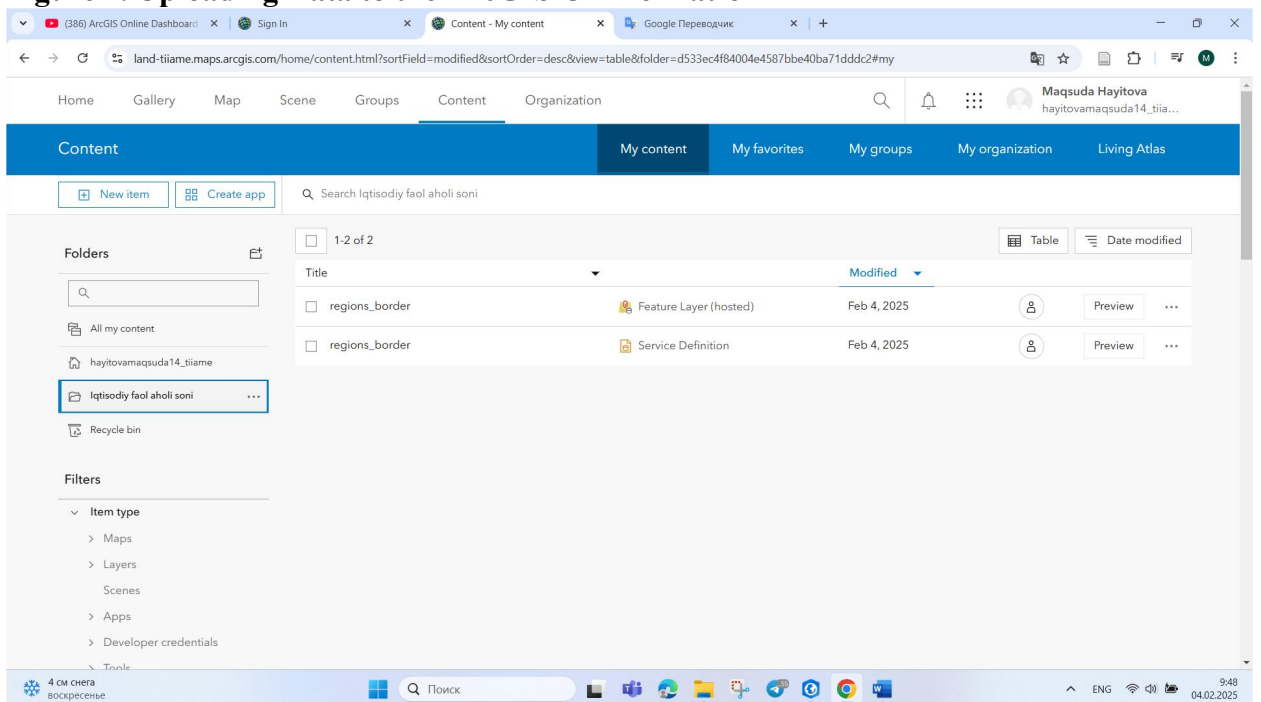 (386) ArcGIS Online Dashboard
Sign In
Content - My content
Google Переводчик
land-tiiame.maps.arcgis.com/home/content.html?sortField=modified&sortOrder=desc&view=table&folder=d533ec4f84004e4587bbe40ba71dddc2#my
M
Home Gallery Map Scene Groups Content Organization
Maqsuda Hayitova
hayitovamaqsuda14_tiia...
Content
My content My favorites My groups My organization Living Atlas
New item Create app Search Iqtisodiy faol aholi soni
Folders
1-2 of 2
Table Date modified
Title Modified
regions_border Feature Layer (hosted) Feb 4, 2025 Preview ...
regions_border Service Definition Feb 4, 2025 Preview ...
All my content
hayitovamaqsuda14_tiiame
Iqtisodiy faol aholi soni ...
Recycle bin
Filters
Item type
Maps
Layers
Scenes
Apps
Developer credentials
Tools
4 см снега
воскресенье
Поиск
ENG
9:48
04.02.2025